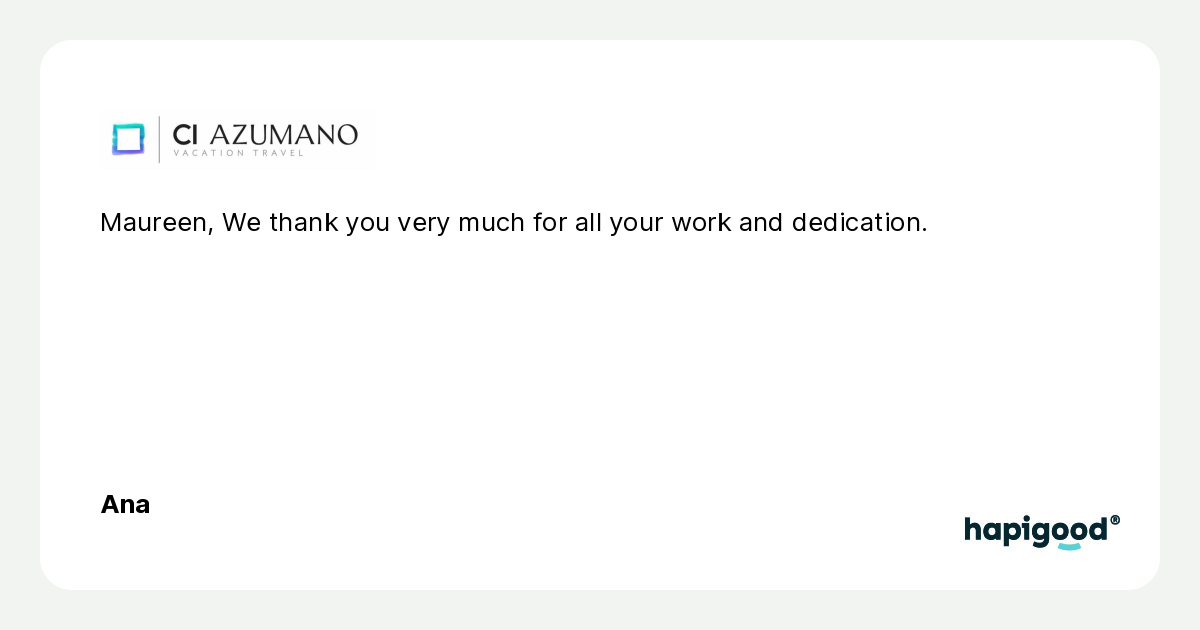 CI AZUMANO
VACATION TRAVEL
Maureen, We thank you very much for all your work and dedication.
Ana
hapigood®